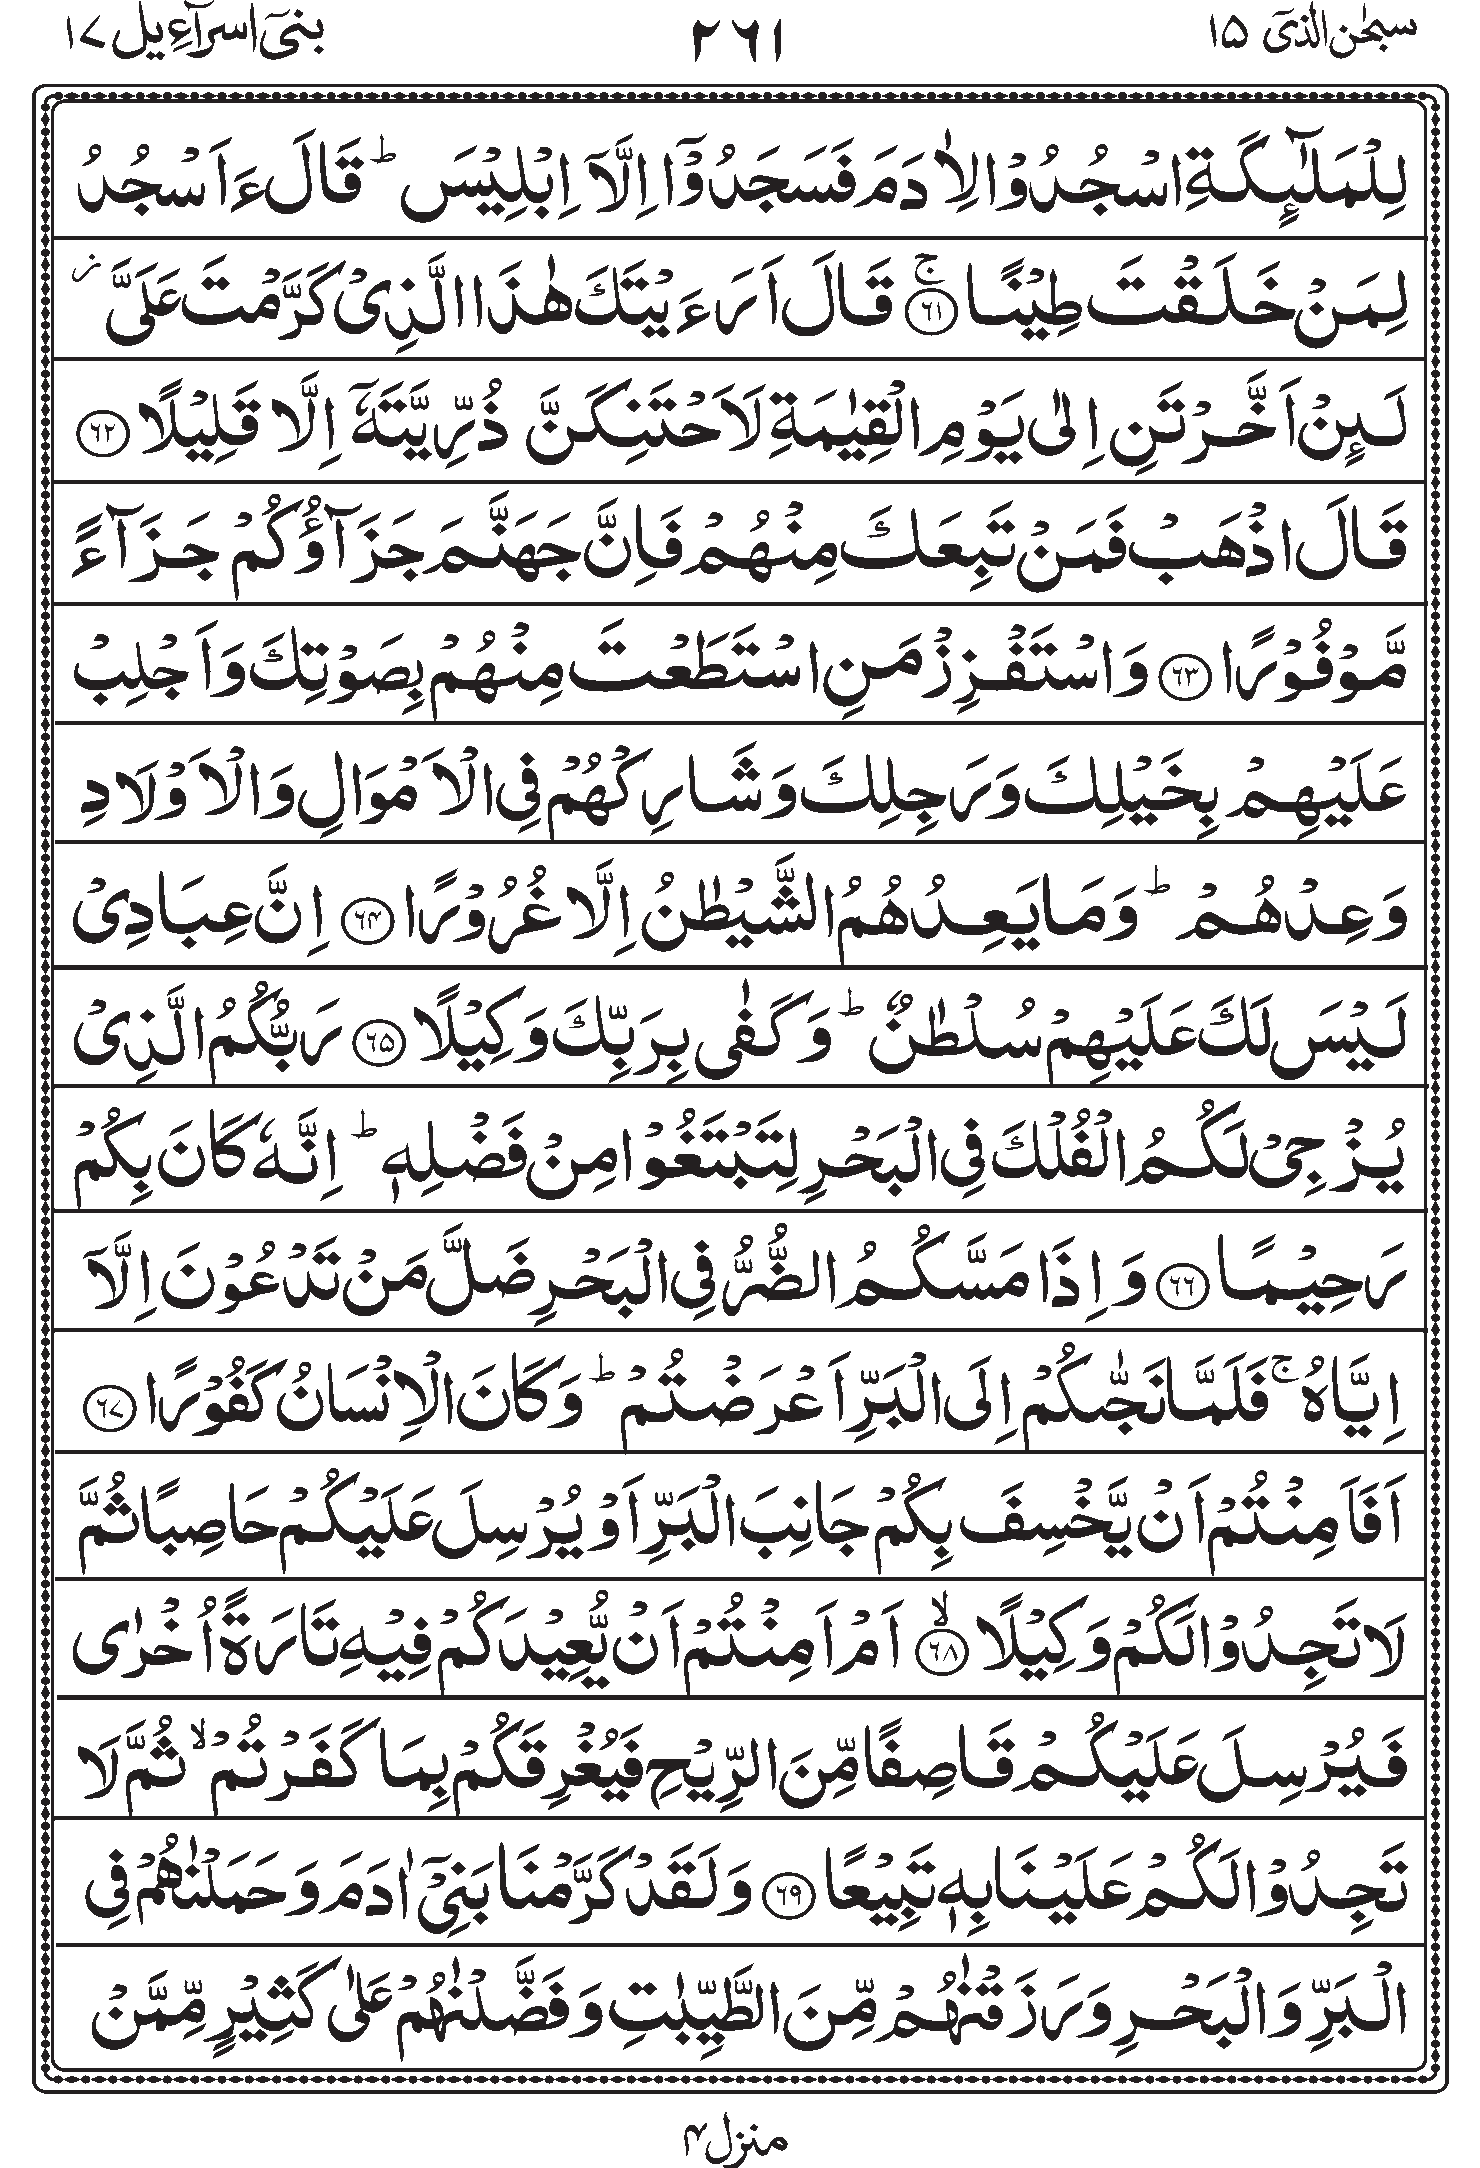 سبحٰن الذیۤ ۱۵
۲۶۱
بنیۤ اسرآءیل ۱۷
لِلْمَلٰٓئِكَةِ اسْجُدُوْا لِاٰدَمَ فَسَجَدُوْۤا اِلَّاۤ اِبْلِیْسَ ؕ قَالَ ءَاَسْجُدُ
لِمَنْ خَلَقْتَ طِیْنًا ۚ ﴿۶۱﴾ قَالَ اَرَءَیْتَكَ هٰذَا الَّذِیْ كَرَّمْتَ عَلَیَّ ؗ
لَىِٕنْ اَخَّرْتَنِ اِلٰی یَوْمِ الْقِیٰمَةِ لَاَحْتَنِكَنَّ ذُرِّیَّتَهٗۤ اِلَّا قَلِیْلًا ﴿۶۲﴾
قَالَ اذْهَبْ فَمَنْ تَبِعَكَ مِنْهُمْ فَاِنَّ جَهَنَّمَ جَزَآؤُكُمْ جَزَآءً
مَّوْفُوْرًا ﴿۶۳﴾ وَاسْتَفْزِزْ مَنِ اسْتَطَعْتَ مِنْهُمْ بِصَوْتِكَ وَاَجْلِبْ
عَلَیْهِمْ بِخَیْلِكَ وَرَجِلِكَ وَشَارِكْهُمْ فِی الْاَمْوَالِ وَالْاَوْلَادِ
وَعِدْهُمْ ؕ وَمَا یَعِدُهُمُ الشَّیْطٰنُ اِلَّا غُرُوْرًا ﴿۶۴﴾ اِنَّ عِبَادِیْ
لَیْسَ لَكَ عَلَیْهِمْ سُلْطٰنٌ ؕ وَكَفٰی بِرَبِّكَ وَكِیْلًا ﴿۶۵﴾ رَبُّكُمُ الَّذِیْ
یُزْجِیْ لَكُمُ الْفُلْكَ فِی الْبَحْرِ لِتَبْتَغُوْا مِنْ فَضْلِهٖ ؕ اِنَّهٗ كَانَ بِكُمْ
رَحِیْمًا ﴿۶۶﴾ وَاِذَا مَسَّكُمُ الضُّرُّ فِی الْبَحْرِ ضَلَّ مَنْ تَدْعُوْنَ اِلَّاۤ
اِیَّاهُ ۚ فَلَمَّا نَجّٰىكُمْ اِلَی الْبَرِّ اَعْرَضْتُمْ ؕ وَكَانَ الْاِنْسَانُ كَفُوْرًا ﴿۶۷﴾
اَفَاَمِنْتُمْ اَنْ یَّخْسِفَ بِكُمْ جَانِبَ الْبَرِّ اَوْ یُرْسِلَ عَلَیْكُمْ حَاصِبًا ثُمَّ
لَا تَجِدُوْا لَكُمْ وَكِیْلًا ۙ ﴿۶۸﴾ اَمْ اَمِنْتُمْ اَنْ یُّعِیْدَكُمْ فِیْهِ تَارَةً اُخْرٰی
فَیُرْسِلَ عَلَیْكُمْ قَاصِفًا مِّنَ الرِّیْحِ فَیُغْرِقَكُمْ بِمَا كَفَرْتُمْ ۙ ثُمَّ لَا
تَجِدُوْا لَكُمْ عَلَیْنَا بِهٖ تَبِیْعًا ﴿۶۹﴾ وَلَقَدْ كَرَّمْنَا بَنِیْۤ اٰدَمَ وَحَمَلْنٰهُمْ فِی
الْبَرِّ وَالْبَحْرِ وَرَزَقْنٰهُمْ مِّنَ الطَّیِّبٰتِ وَفَضَّلْنٰهُمْ عَلٰی كَثِیْرٍ مِّمَّنْ
منزل ۴